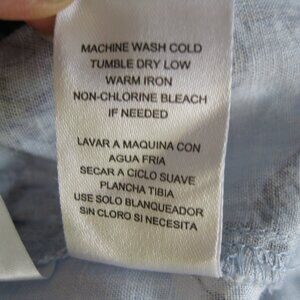 MACHINE WASH COLD
TUMBLE DRY LOW
WARM IRON
NON-CHLORINE BLEACH
IF NEEDED
LAVAR A MAQUINA CON
AGUA FRIA
SECAR A CICLO SUAVE
PLANCHA TIBIA
USE SOLO BLANQUEADOR
SIN CLORO SI NECESITA